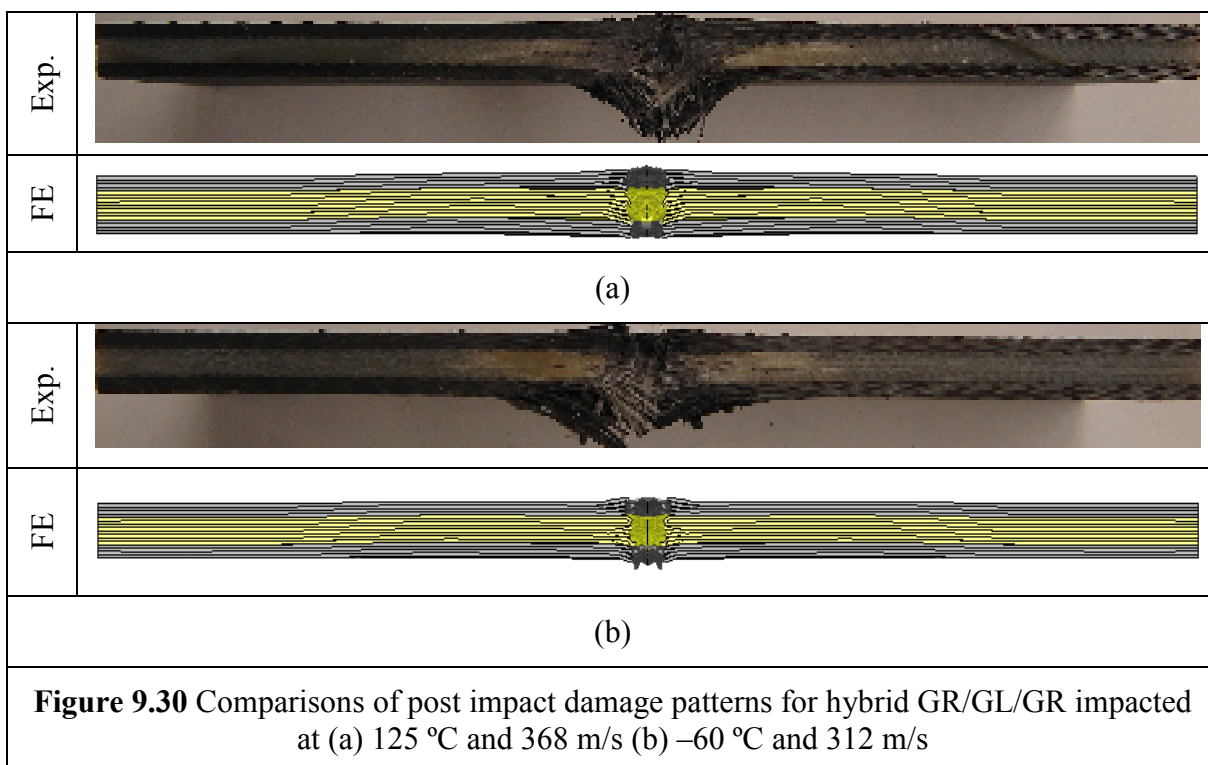 Exp.
FE
(a)
Exp.
FE
(b)
Figure 9.30 Comparisons of post impact damage patterns for hybrid GR/GL/GR impacted
at (a) 125 ºC and 368 m/s (b) –60 ºC and 312 m/s